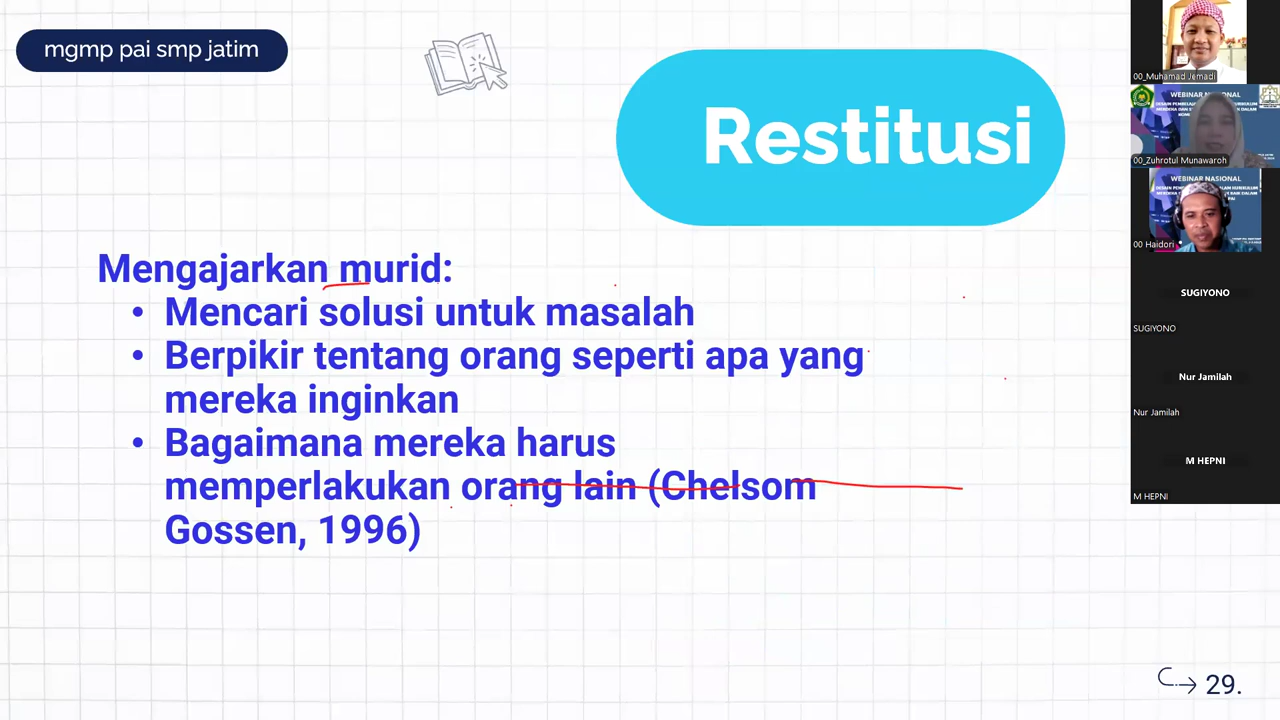 mgmp pai smp jatim
Restitusi
Mengajarkan murid:
• Mencari solusi untuk masalah
• Berpikir tentang orang seperti apa yang
mereka inginkan
• Bagaimana mereka harus
memperlakukan orang lain (Chelsom
Gossen, 1996)
29.
00_Muhamad Jemadi
WEBINAR NASIONAL
00_Zuhrotul Munawaroh
WEBINAR NASIONAL
00 Haidori
SUGIYONO
SUGIYONO
Nur Jamilah
Nur Jamilah
M HEPNI
M HEPNI